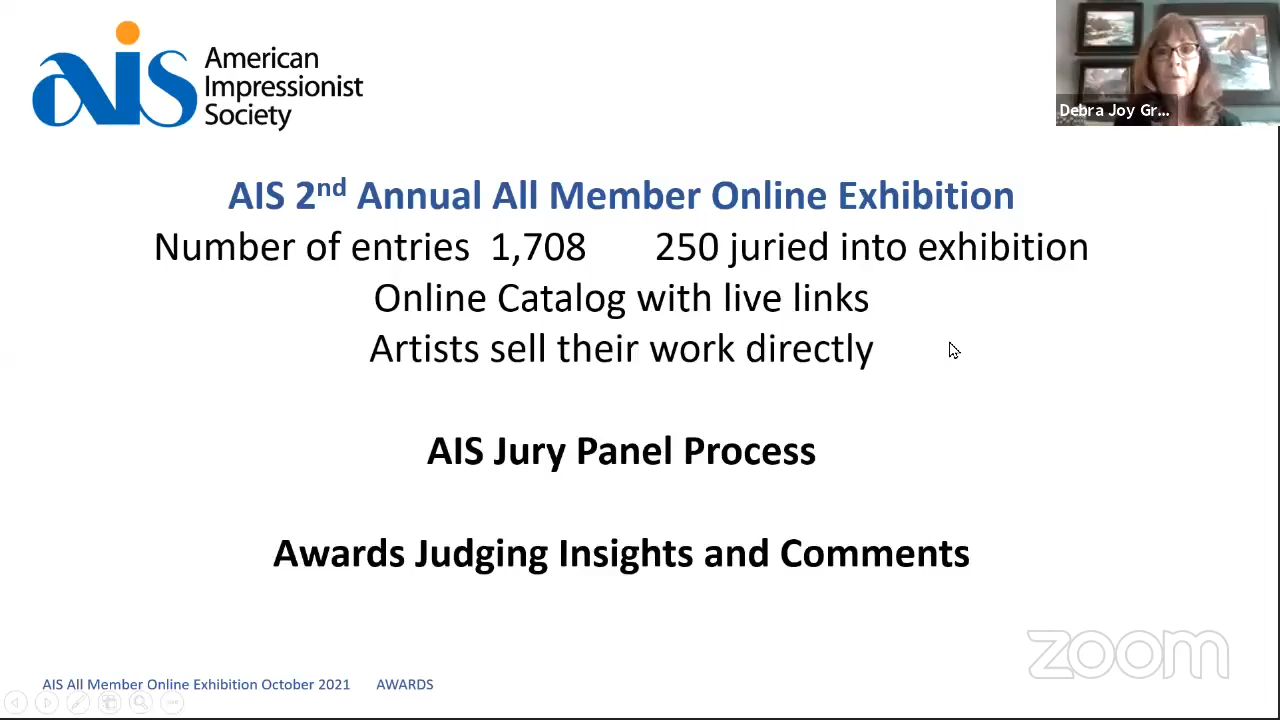 ais American
Impressionist
Society
Debra Joy Gr...
AIS 2nd Annual All Member Online Exhibition
Number of entries 1,708 250 juried into exhibition
Online Catalog with live links
Artists sell their work directly
AIS Jury Panel Process
Awards Judging Insights and Comments
zoom
AIS All Member Online Exhibition October 2021 AWARDS